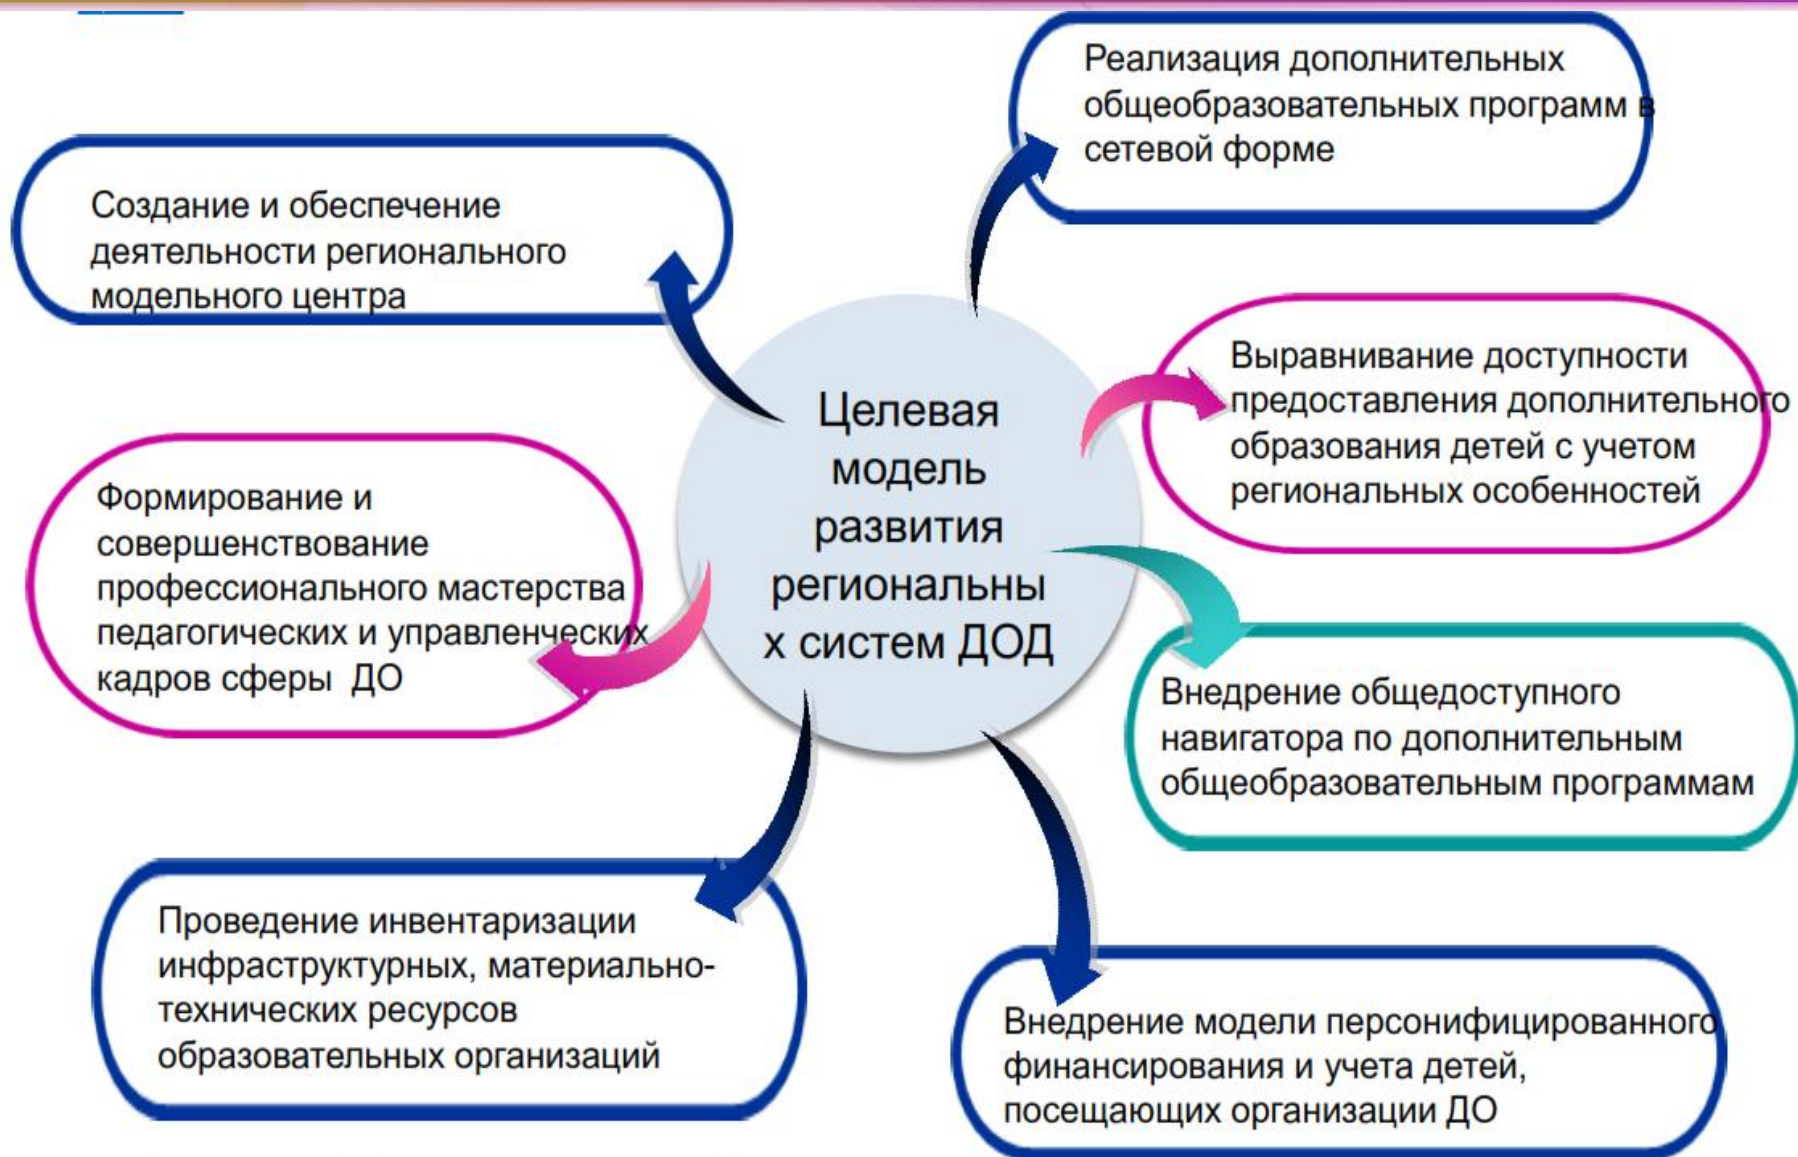 Реализация дополнительных
общеобразовательных программ в
сетевой форме
Создание и обеспечение
деятельности регионального
модельного центра
Выравнивание доступности
предоставления дополнительного
образования детей с учетом
региональных особенностей
Целевая
модель
развития
региональны
х систем ДОД
Формирование и
совершенствование
профессионального мастерства
педагогических и управленческих
кадров сферы ДО
Внедрение общедоступного
навигатора по дополнительным
общеобразовательным программам
Проведение инвентаризации
инфраструктурных, материально-
технических ресурсов
образовательных организаций
Внедрение модели персонифицированного
финансирования и учета детей,
посещающих организации ДО